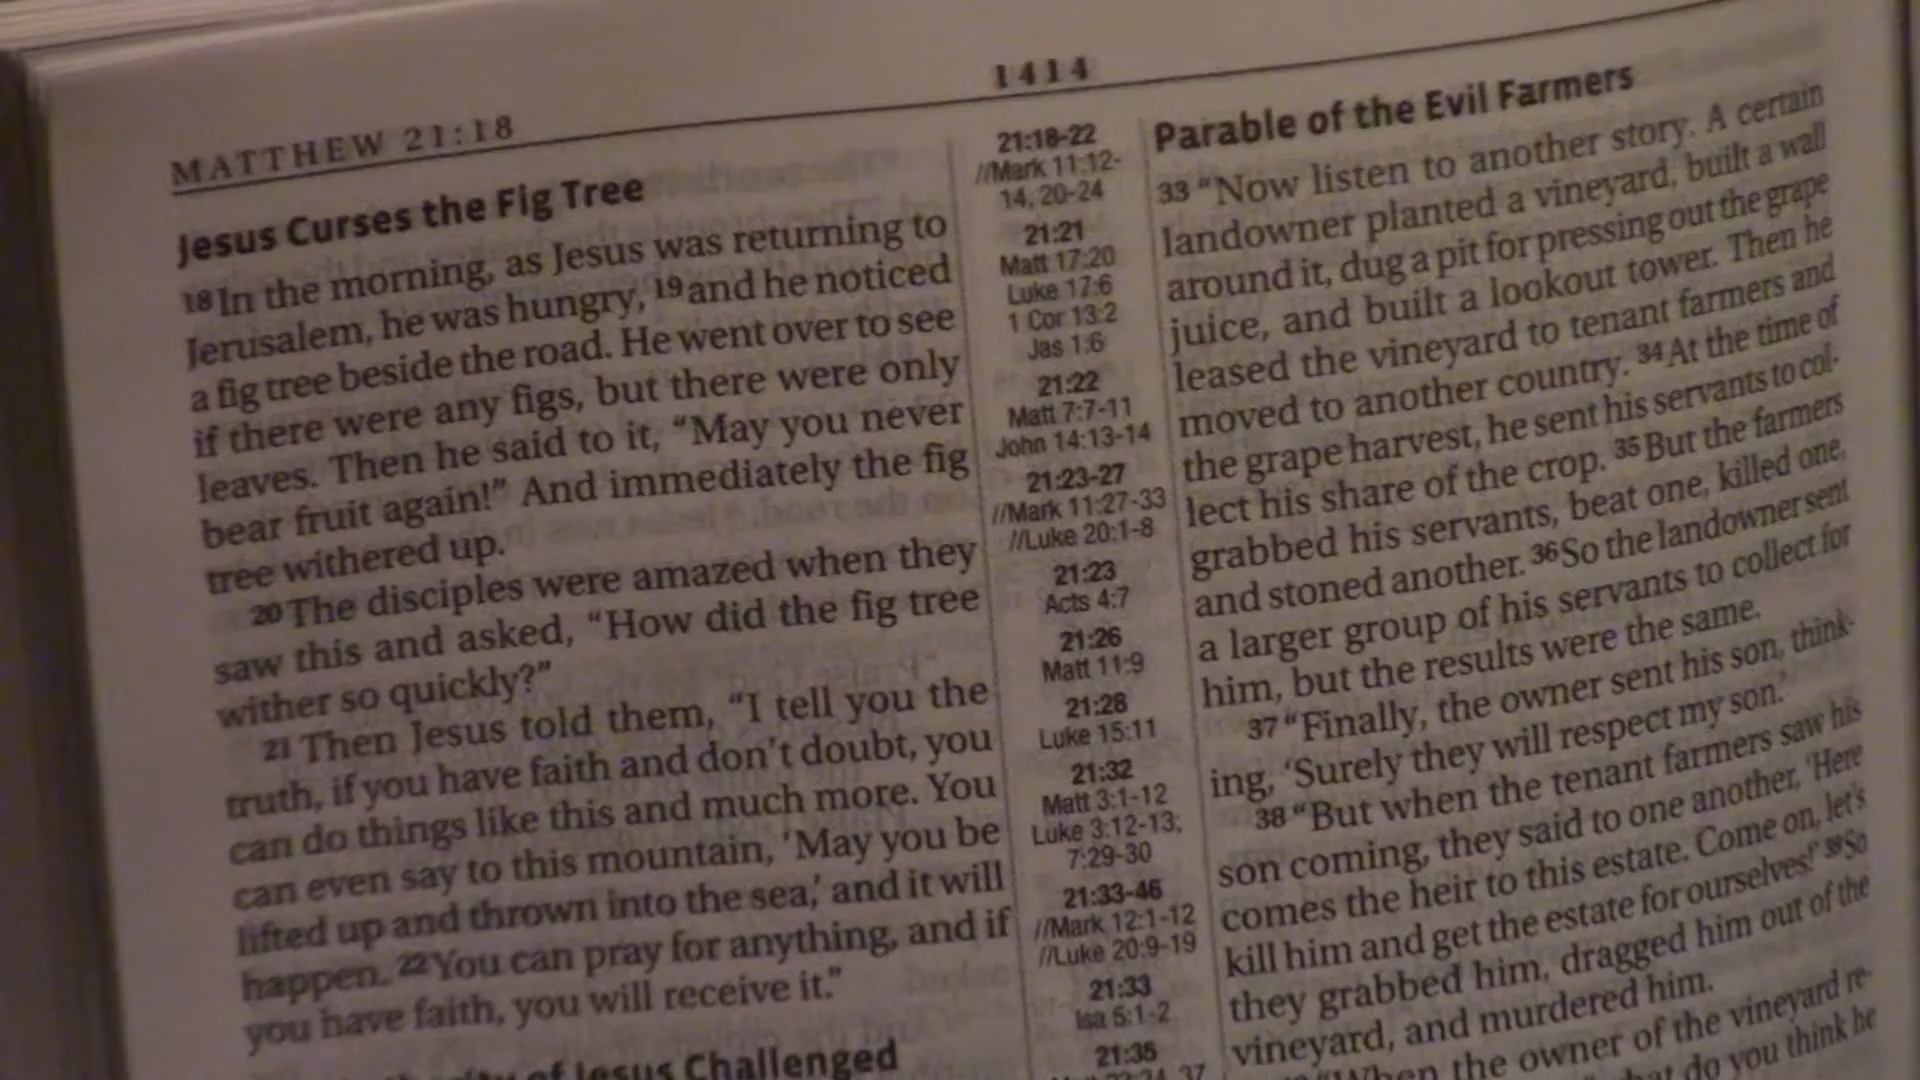 1414
MATTHEW 21:18
Jesus Curses the Fig Tree
18 In the morning, as Jesus was returning to
Jerusalem, he was hungry, 19 and he noticed
a fig tree beside the road. He went over to see
if there were any figs, but there were only
leaves. Then he said to it, “May you never
bear fruit again!” And immediately the fig
tree withered up.
20 The disciples were amazed when they
saw this and asked, “How did the fig tree
wither so quickly?”
21 Then Jesus told them, “I tell you the
truth, if you have faith and don’t doubt, you
can do things like this and much more. You
can even say to this mountain, ‘May you be
lifted up and thrown into the sea,’ and it will
happen. 22 You can pray for anything, and if
you have faith, you will receive it.”
of Jesus Challenged
21:18-22
//Mark 11:12-
14, 20-24
21:21
Matt 17:20
Luke 17:6
1 Cor 13:2
Jas 1:6
21:22
Matt 7:7-11
John 14:13-14
21:23-27
//Mark 11:27-33
//Luke 20:1-8
21:23
Acts 4:7
21:26
Matt 11:9
21:28
Luke 15:11
21:32
Matt 3:1-12
Luke 3:12-13;
7:29-30
21:33-46
//Mark 12:1-12
//Luke 20:9-19
21:33
Isa 5:1-2
21:35
Parable of the Evil Farmers
33 “Now listen to another story. A certain
landowner planted a vineyard, built a wall
around it, dug a pit for pressing out the grape
juice, and built a lookout tower. Then he
leased the vineyard to tenant farmers and
moved to another country. 34 At the time of
the grape harvest, he sent his servants to col-
lect his share of the crop. 35 But the farmers
grabbed his servants, beat one, killed one,
and stoned another. 36 So the landowner sent
a larger group of his servants to collect for
him, but the results were the same.
37 “Finally, the owner sent his son, think-
ing, ‘Surely they will respect my son.’
38 “But when the tenant farmers saw his
son coming, they said to one another, ‘Here
comes the heir to this estate. Come on, let’s
kill him and get the estate for ourselves!’ 39 So
they grabbed him, dragged him out of the
vineyard, and murdered him.
“When the owner of the vineyard re-
do you think he